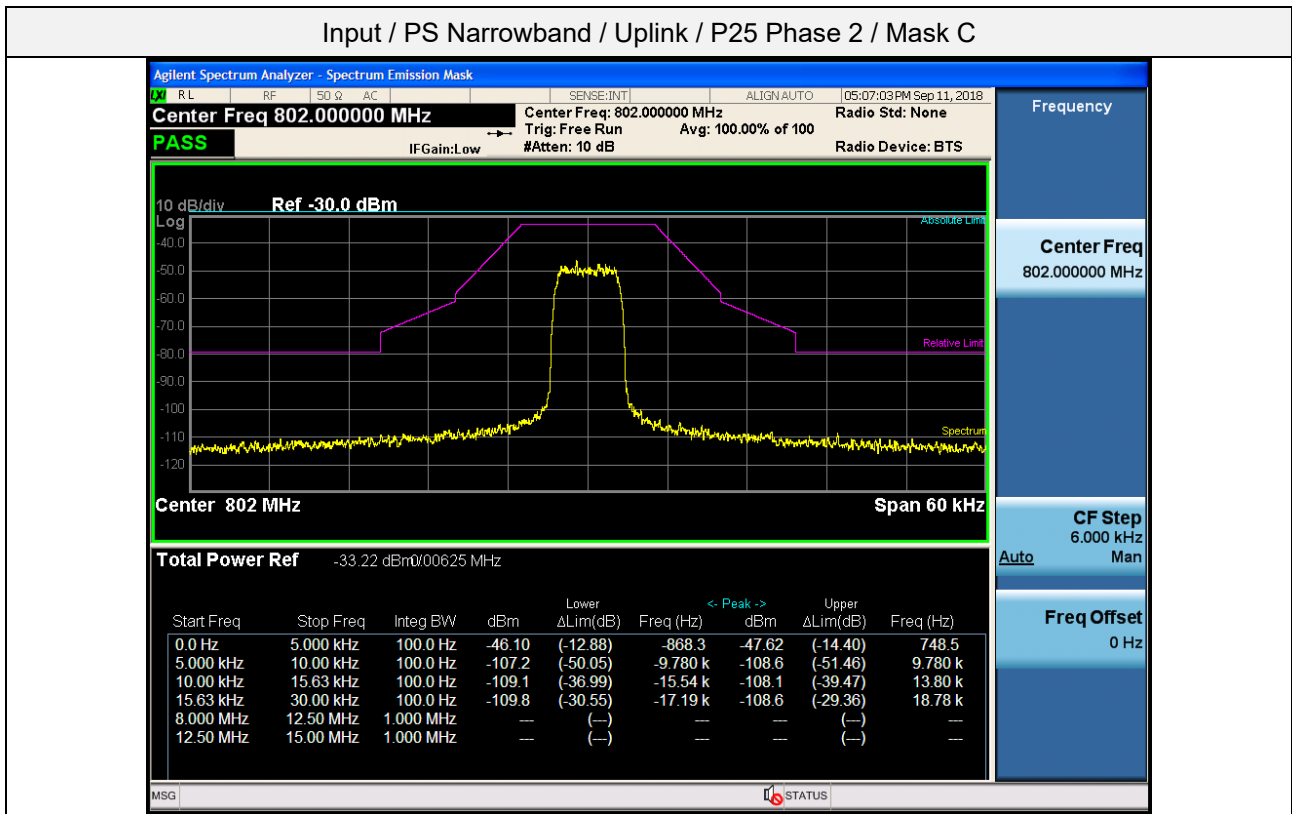 Input / PS Narrowband / Uplink / P25 Phase 2 / Mask C
Agilent Spectrum Analyzer - Spectrum Emission Mask
LXI RL RF 50 Ω AC SENSE:INT ALIGN AUTO 05:07:03 PM Sep 11, 2018
Center Freq 802.000000 MHz Center Freq: 802.000000 MHz Radio Std: None
Trig: Free Run Avg: 100.00% of 100
PASS IFGain:Low #Atten: 10 dB Radio Device: BTS
Frequency
10 dB/div Ref -30.0 dBm
Log
Absolute Limit
-40.0
-50.0
-60.0
-70.0
Relative Limit
-80.0
-90.0
-100
Spectrum
-110
-120
Center 802 MHz Span 60 kHz
Center Freq
802.000000 MHz
CF Step
6.000 kHz
Auto Man
Freq Offset
0 Hz
Total Power Ref -33.22 dBm0/00625 MHz
Lower <- Peak -> Upper
Start Freq Stop Freq Integ BW dBm ΔLim(dB) Freq (Hz) dBm ΔLim(dB) Freq (Hz)
0.0 Hz 5.000 kHz 100.0 Hz -46.10 (-12.88) -868.3 -47.62 (-14.40) 748.5
5.000 kHz 10.00 kHz 100.0 Hz -107.2 (-50.05) -9.780 k -108.6 (-51.46) 9.780 k
10.00 kHz 15.63 kHz 100.0 Hz -109.1 (-36.99) -15.54 k -108.1 (-39.47) 13.80 k
15.63 kHz 30.00 kHz 100.0 Hz -109.8 (-30.55) -17.19 k -108.6 (-29.36) 18.78 k
8.000 MHz 12.50 MHz 1.000 MHz --- (---) --- --- (---) ---
12.50 MHz 15.00 MHz 1.000 MHz --- (---) --- --- (---) ---
MSG STATUS